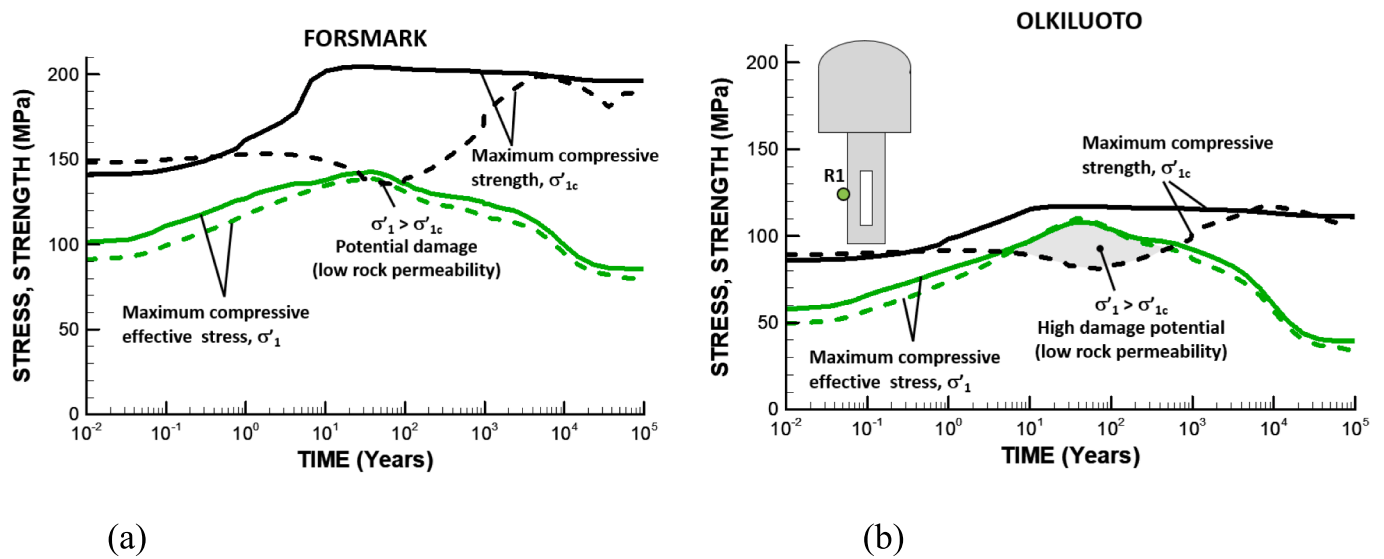 FORSMARK
STRESS, STRENGTH (MPa)
200
150
100
50
0
Maximum compressive
strength, σ'1c
σ'1 > σ'1c
Potential damage
(low rock permeability)
Maximum compressive
effective stress, σ'1
10-2 10-1 100 101 102 103 104 105
TIME (Years)
(a)
OLKILUOTO
STRESS, STRENGTH (MPa)
200
150
100
50
0
R1
Maximum compressive
strength, σ'1c
σ'1 > σ'1c
High damage potential
(low rock permeability)
Maximum compressive
effective stress, σ'1
10-2 10-1 100 101 102 103 104 105
TIME (Years)
(b)